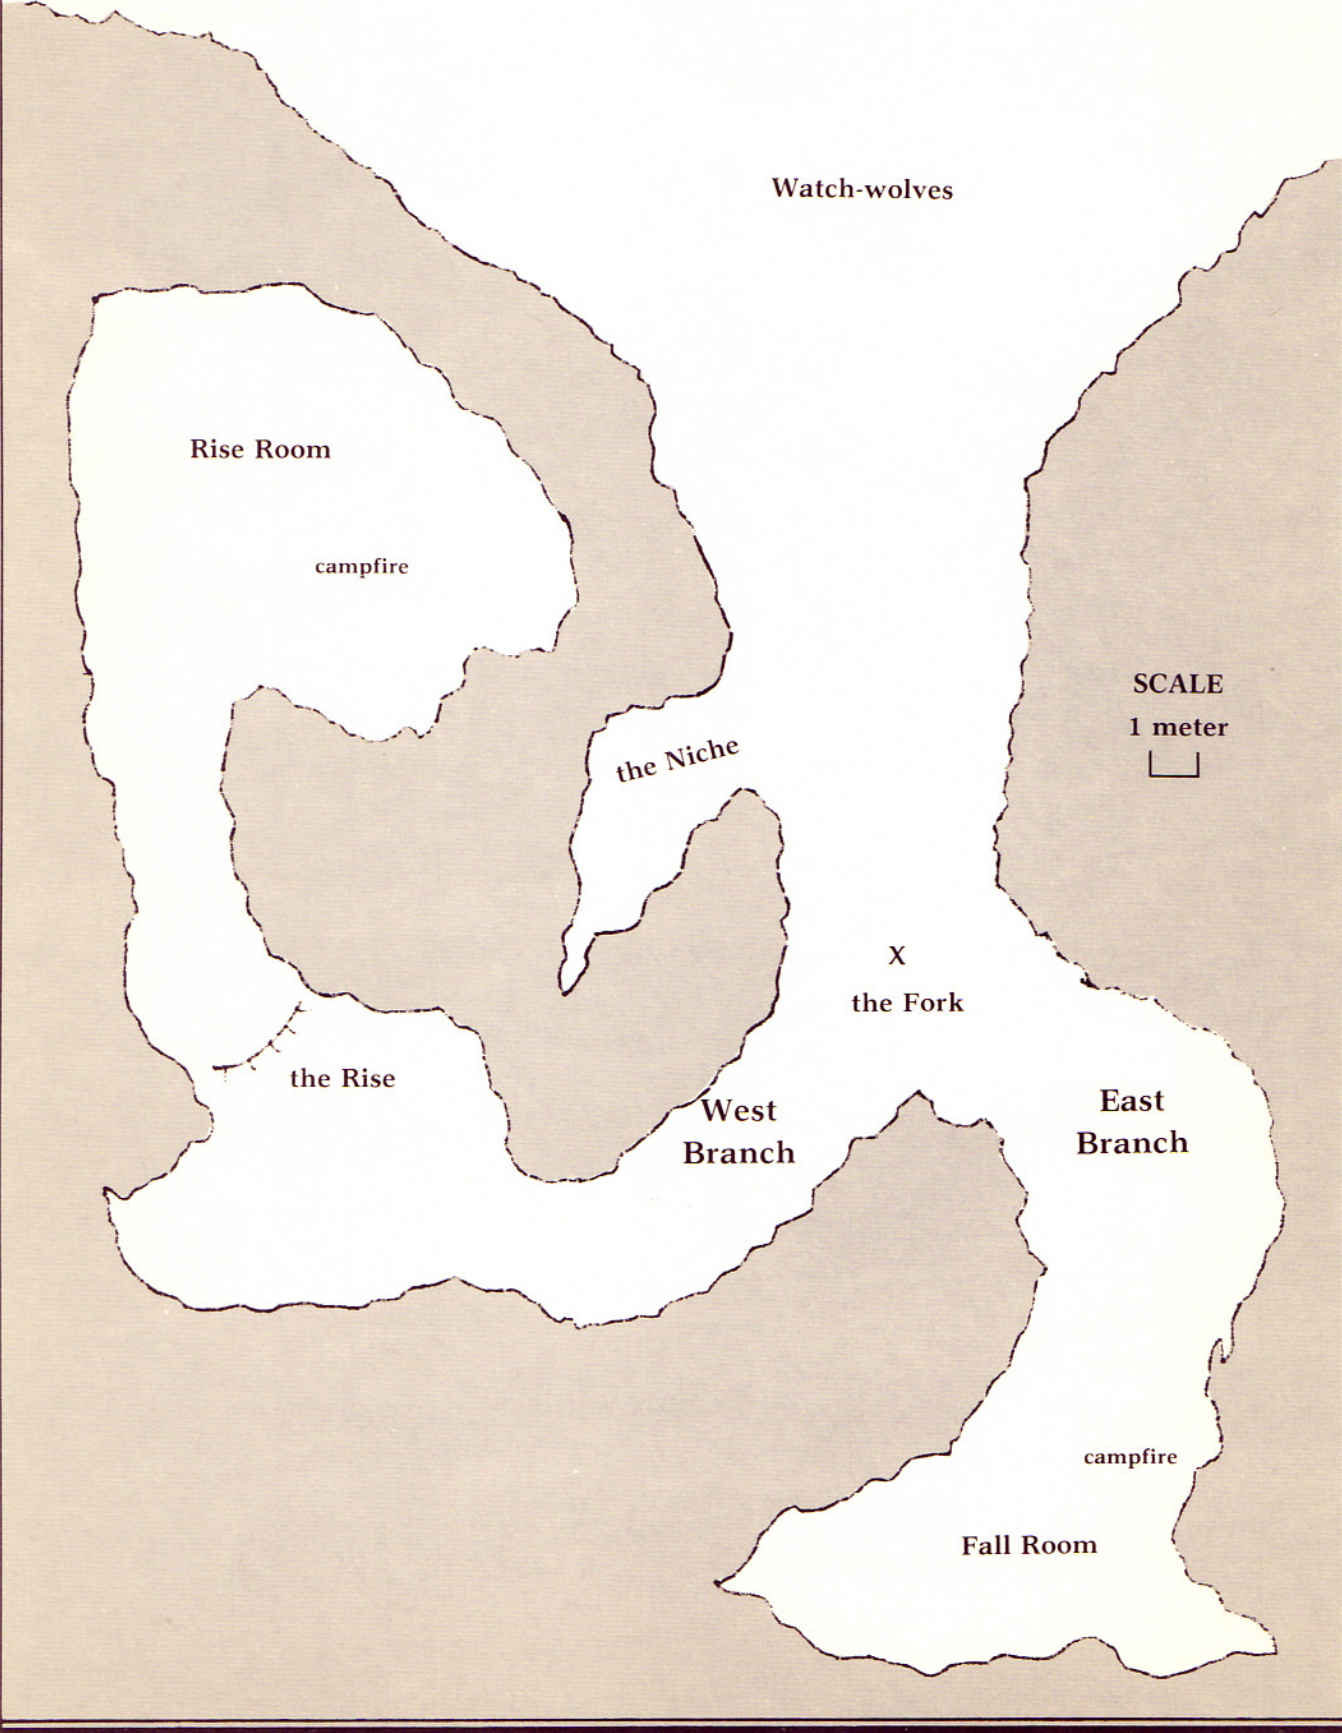 Watch-wolves
Rise Room
campfire
SCALE
1 meter
the Niche
X
the Fork
the Rise
West
Branch
East
Branch
campfire
Fall Room